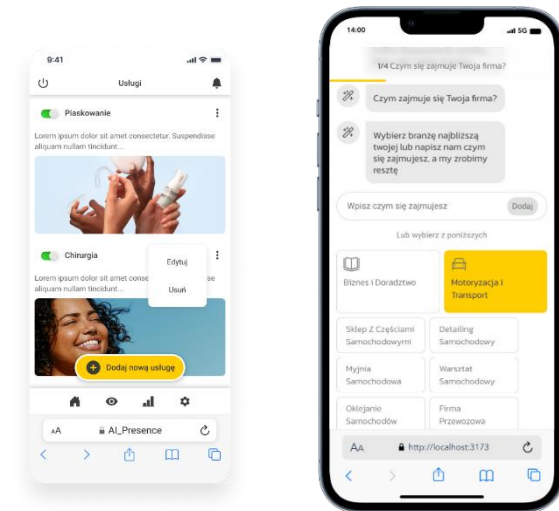 9:41
Usługi
Piaskowanie
Lorem ipsum dolor sit amet consectetur. Suspendisse
aliquam nullam tincidunt...
Chirurgia
Edytuj
Usuń
Lorem ipsum dolor sit amet conse se
aliquam nullam tincidunt...
Dodaj nową usługę
AA
AI_Presence
14:00
5G
1/4 Czym się zajmuje Twoja firma?
Czym zajmuje się Twoja firma?
Wybierz branżę najbliższą
twojej lub napisz nam czym
się zajmujesz, a my zrobimy
resztę
Wpisz czym się zajmujesz
Dodaj
Lub wybierz z poniższych
Biznes i Doradztwo
Motoryzacja i
Transport
Sklep Z Częściami
Samochodowymi
Detailing
Samochodowy
Myjnia
Samochodowa
Warsztat
Samochodowy
Oklejanie
Samochodów
Firma
Przewozowa
AA
http://localhost:3173